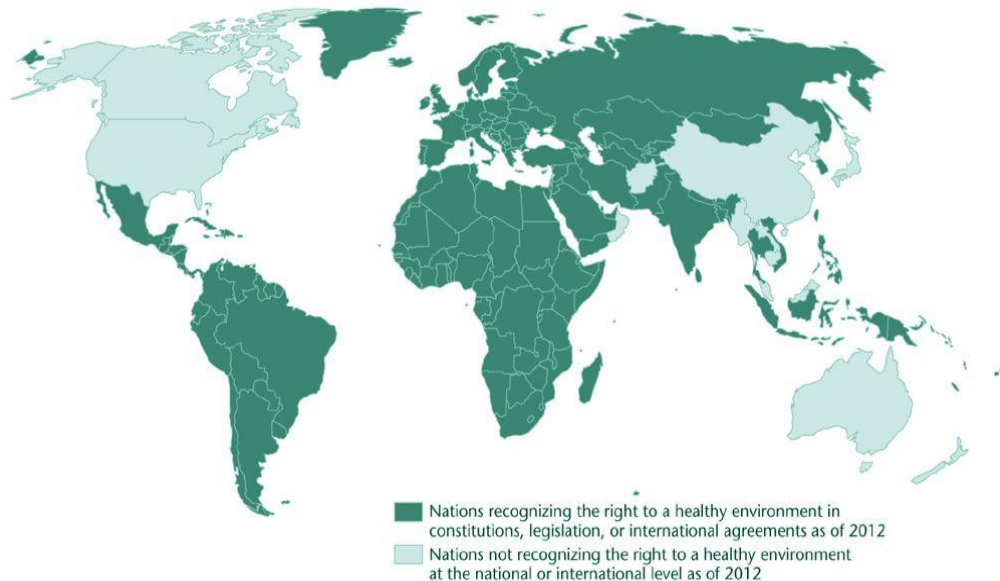 Nations recognizing the right to a healthy environment in
constitutions, legislation, or international agreements as of 2012
Nations not recognizing the right to a healthy environment
at the national or international level as of 2012